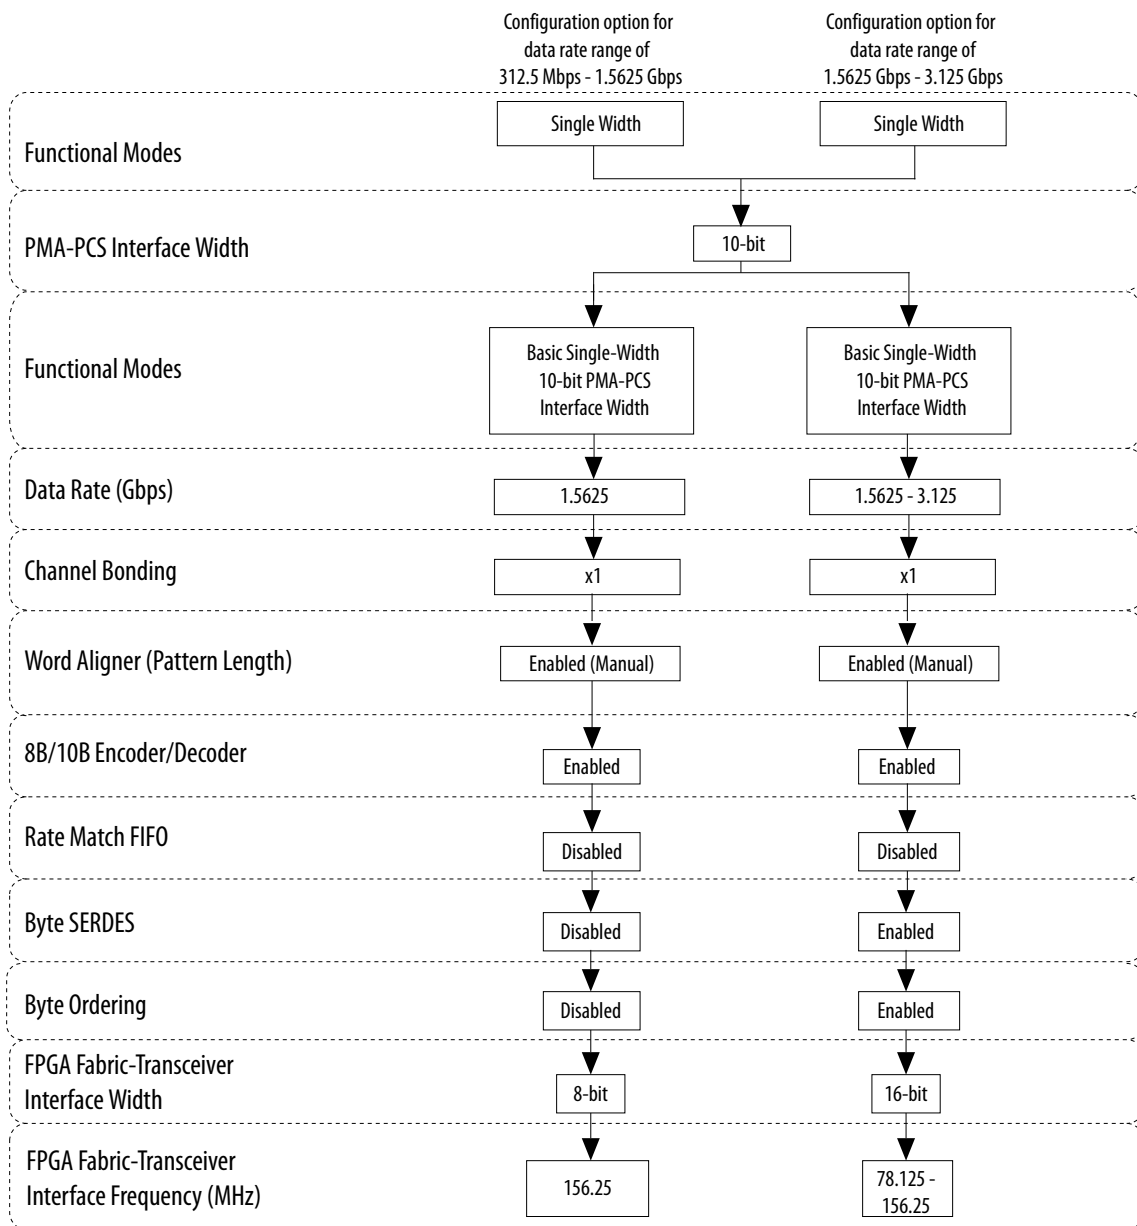 Configuration option for
data rate range of
312.5 Mbps - 1.5625 Gbps
Configuration option for
data rate range of
1.5625 Gbps - 3.125 Gbps
Functional Modes
Single Width
Single Width
PMA-PCS Interface Width
10-bit
Functional Modes
Basic Single-Width
10-bit PMA-PCS
Interface Width
Basic Single-Width
10-bit PMA-PCS
Interface Width
Data Rate (Gbps)
1.5625
1.5625 - 3.125
Channel Bonding
x1
x1
Word Aligner (Pattern Length)
Enabled (Manual)
Enabled (Manual)
8B/10B Encoder/Decoder
Enabled
Enabled
Rate Match FIFO
Disabled
Disabled
Byte SERDES
Disabled
Enabled
Byte Ordering
Disabled
Enabled
FPGA Fabric-Transceiver
Interface Width
8-bit
16-bit
FPGA Fabric-Transceiver
Interface Frequency (MHz)
156.25
78.125 -
156.25